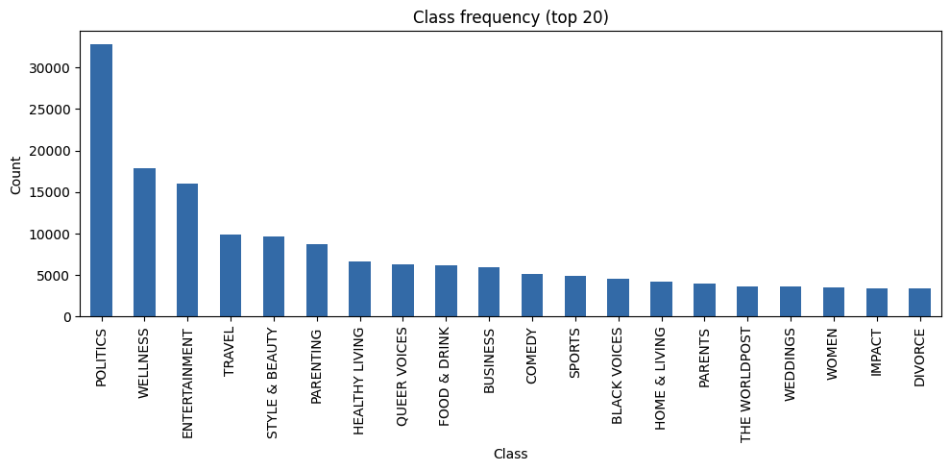 Class frequency (top 20)
Count
30000
25000
20000
15000
10000
5000
0
POLITICS
WELLNESS
ENTERTAINMENT
TRAVEL
STYLE & BEAUTY
PARENTING
HEALTHY LIVING
QUEER VOICES
FOOD & DRINK
BUSINESS
COMEDY
SPORTS
BLACK VOICES
HOME & LIVING
PARENTS
THE WORLDPOST
WEDDINGS
WOMEN
IMPACT
DIVORCE
Class